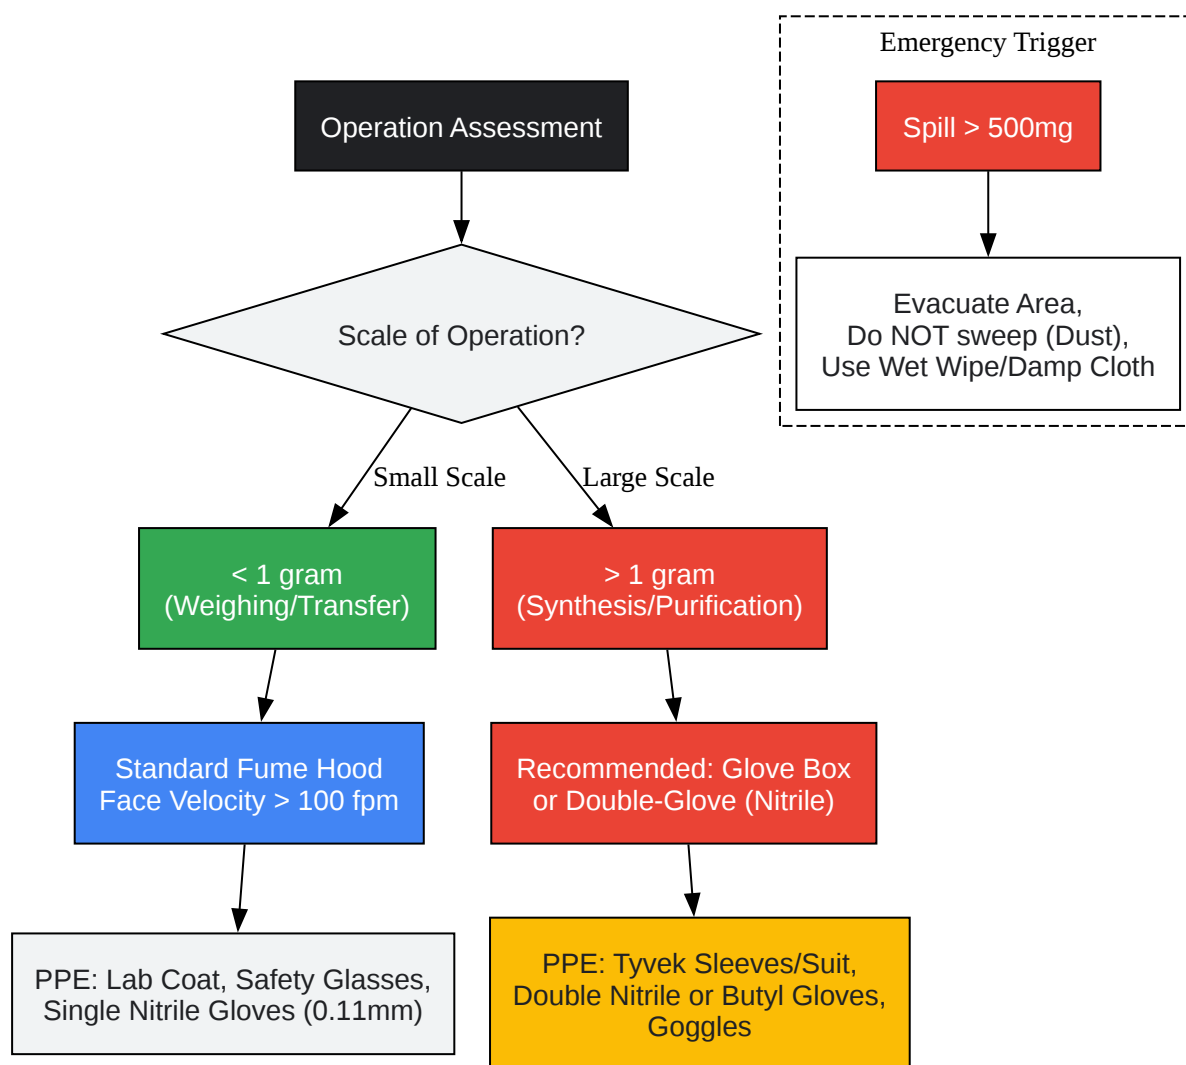 Emergency Trigger
Operation Assessment
Spill > 500mg
Evacuate Area,
Do NOT sweep (Dust),
Use Wet Wipe/Damp Cloth
Scale of Operation?
Small Scale
Large Scale
< 1 gram
(Weighing/Transfer)
> 1 gram
(Synthesis/Purification)
Standard Fume Hood
Face Velocity > 100 fpm
Recommended: Glove Box
or Double-Glove (Nitrile)
PPE: Lab Coat, Safety Glasses,
Single Nitrile Gloves (0.11mm)
PPE: Tyvek Sleeves/Suit,
Double Nitrile or Butyl Gloves,
Goggles